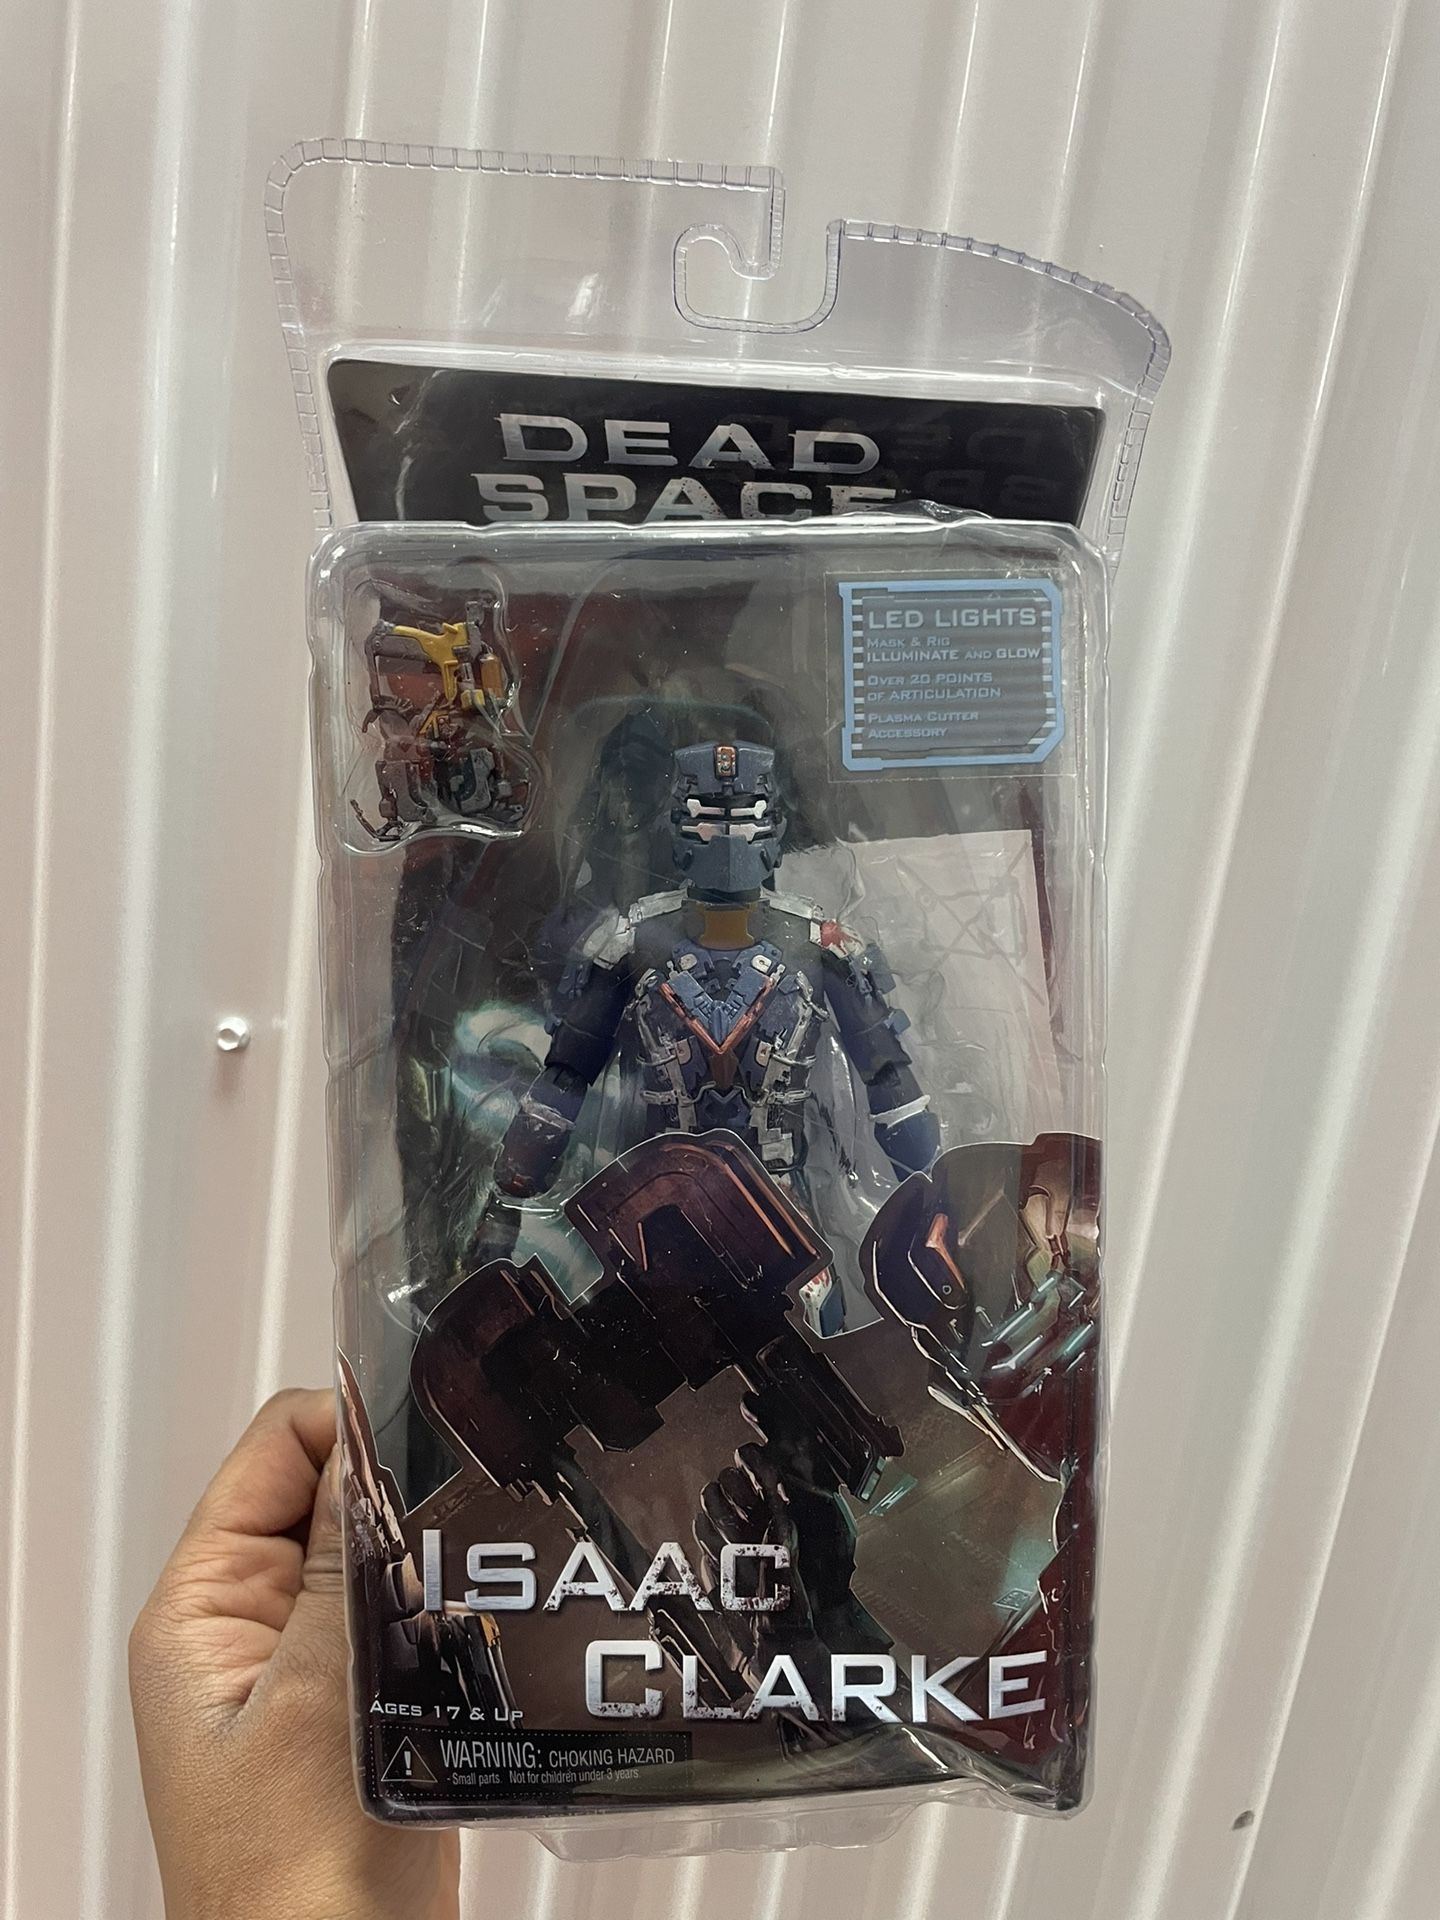 DEAD
SPACE™
LED LIGHTS
MASK & RIG
ILLUMINATE AND GLOW
OVER 20 POINTS
OF ARTICULATION
PLASMA CUTTER
ACCESSORY
ISAAC
CLARKE
AGES 17 & UP
WARNING: CHOKING HAZARD
- Small parts. Not for children under 3 years.